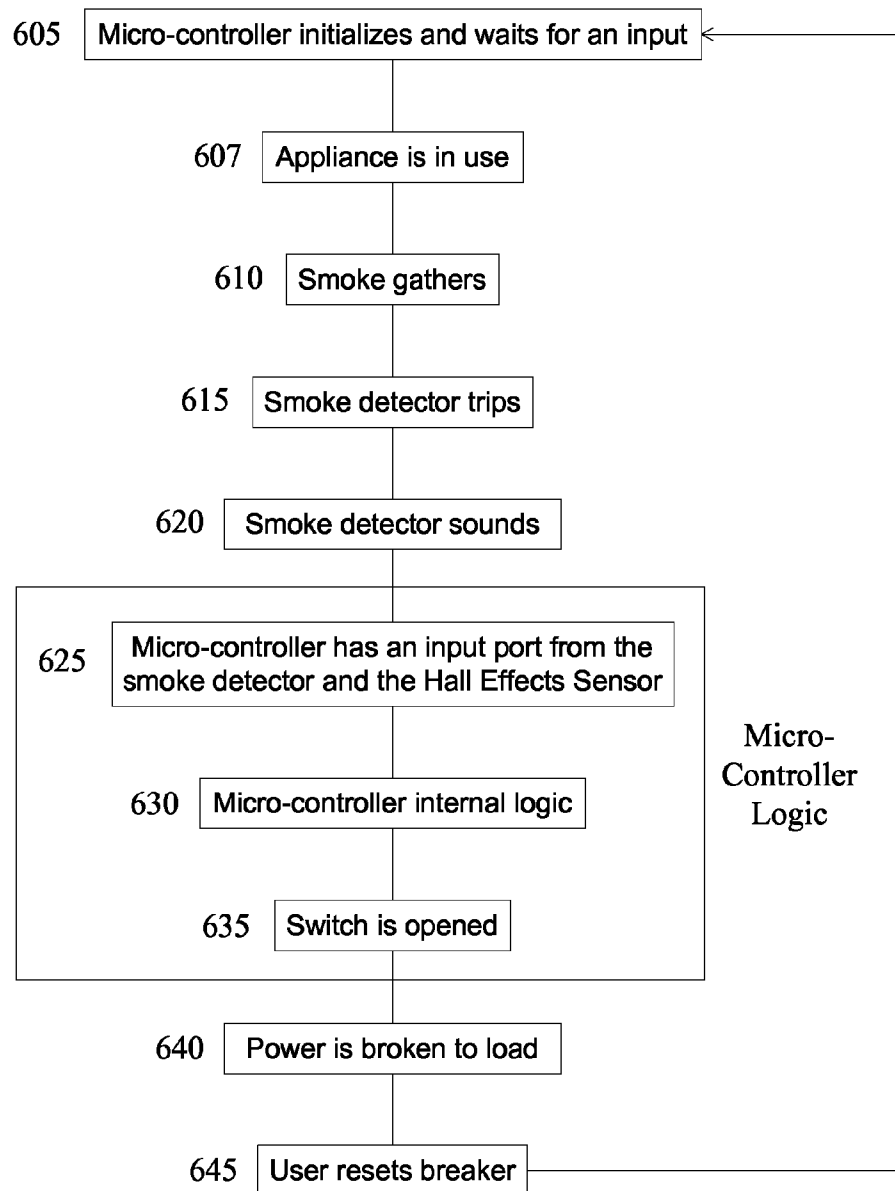 605 Micro-controller initializes and waits for an input
607 Appliance is in use
610 Smoke gathers
615 Smoke detector trips
620 Smoke detector sounds
625 Micro-controller has an input port from the
smoke detector and the Hall Effects Sensor
630 Micro-controller internal logic
635 Switch is opened
Micro-
Controller
Logic
640 Power is broken to load
645 User resets breaker